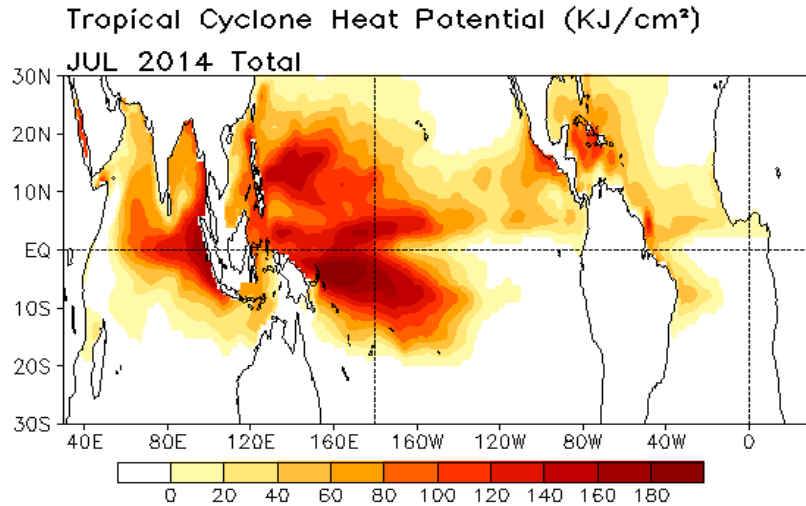 Tropical Cyclone Heat Potential (KJ/cm²)
JUL 2014 Total
30N
20N
10N
EQ
10S
20S
30S
40E 80E 120E 160E 160W 120W 80W 40W 0
0 20 40 60 80 100 120 140 160 180